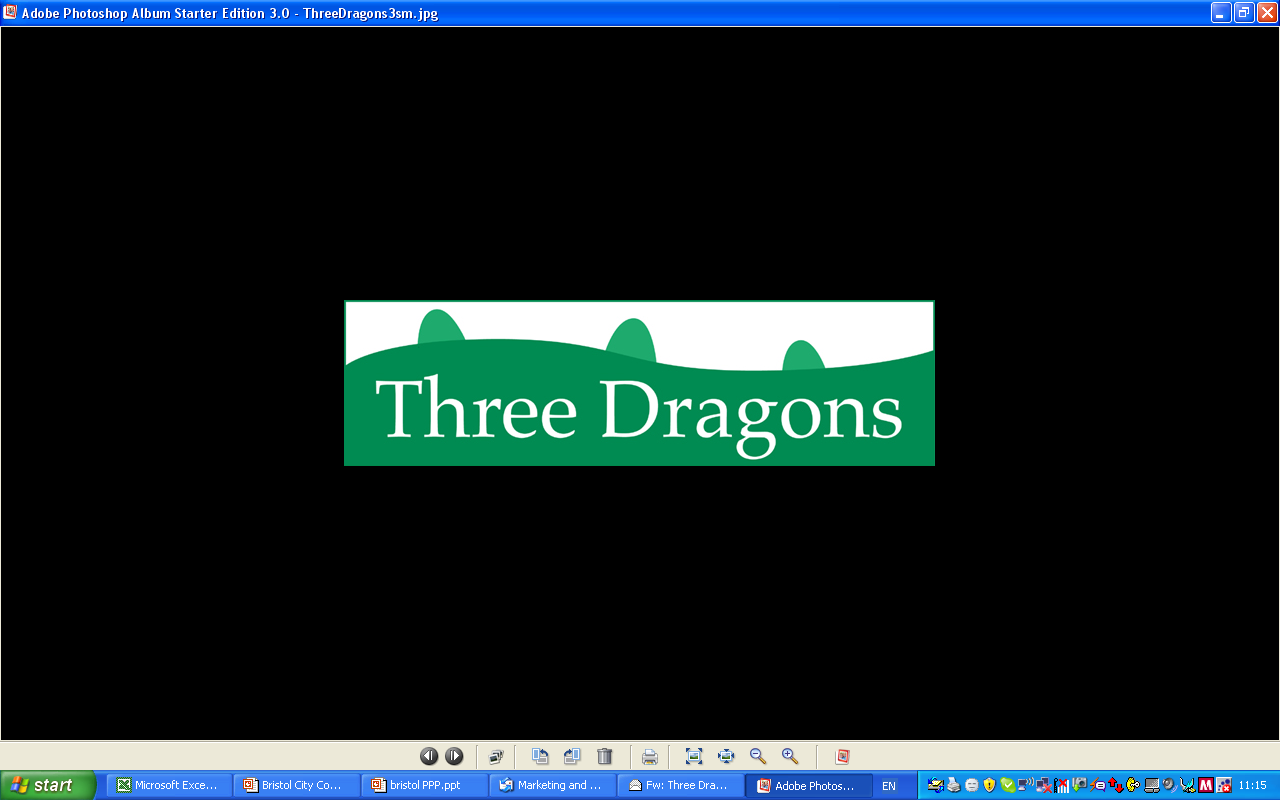 Adobe Photoshop Album Starter Edition 3.0 - ThreeDragons3sm.jpg
Three Dragons
start
Microsoft Exce...
Bristol City Co...
bristol PPP.ppt
Marketing and ...
Fw: Three Dra...
Adobe Photos...
EN
11:15